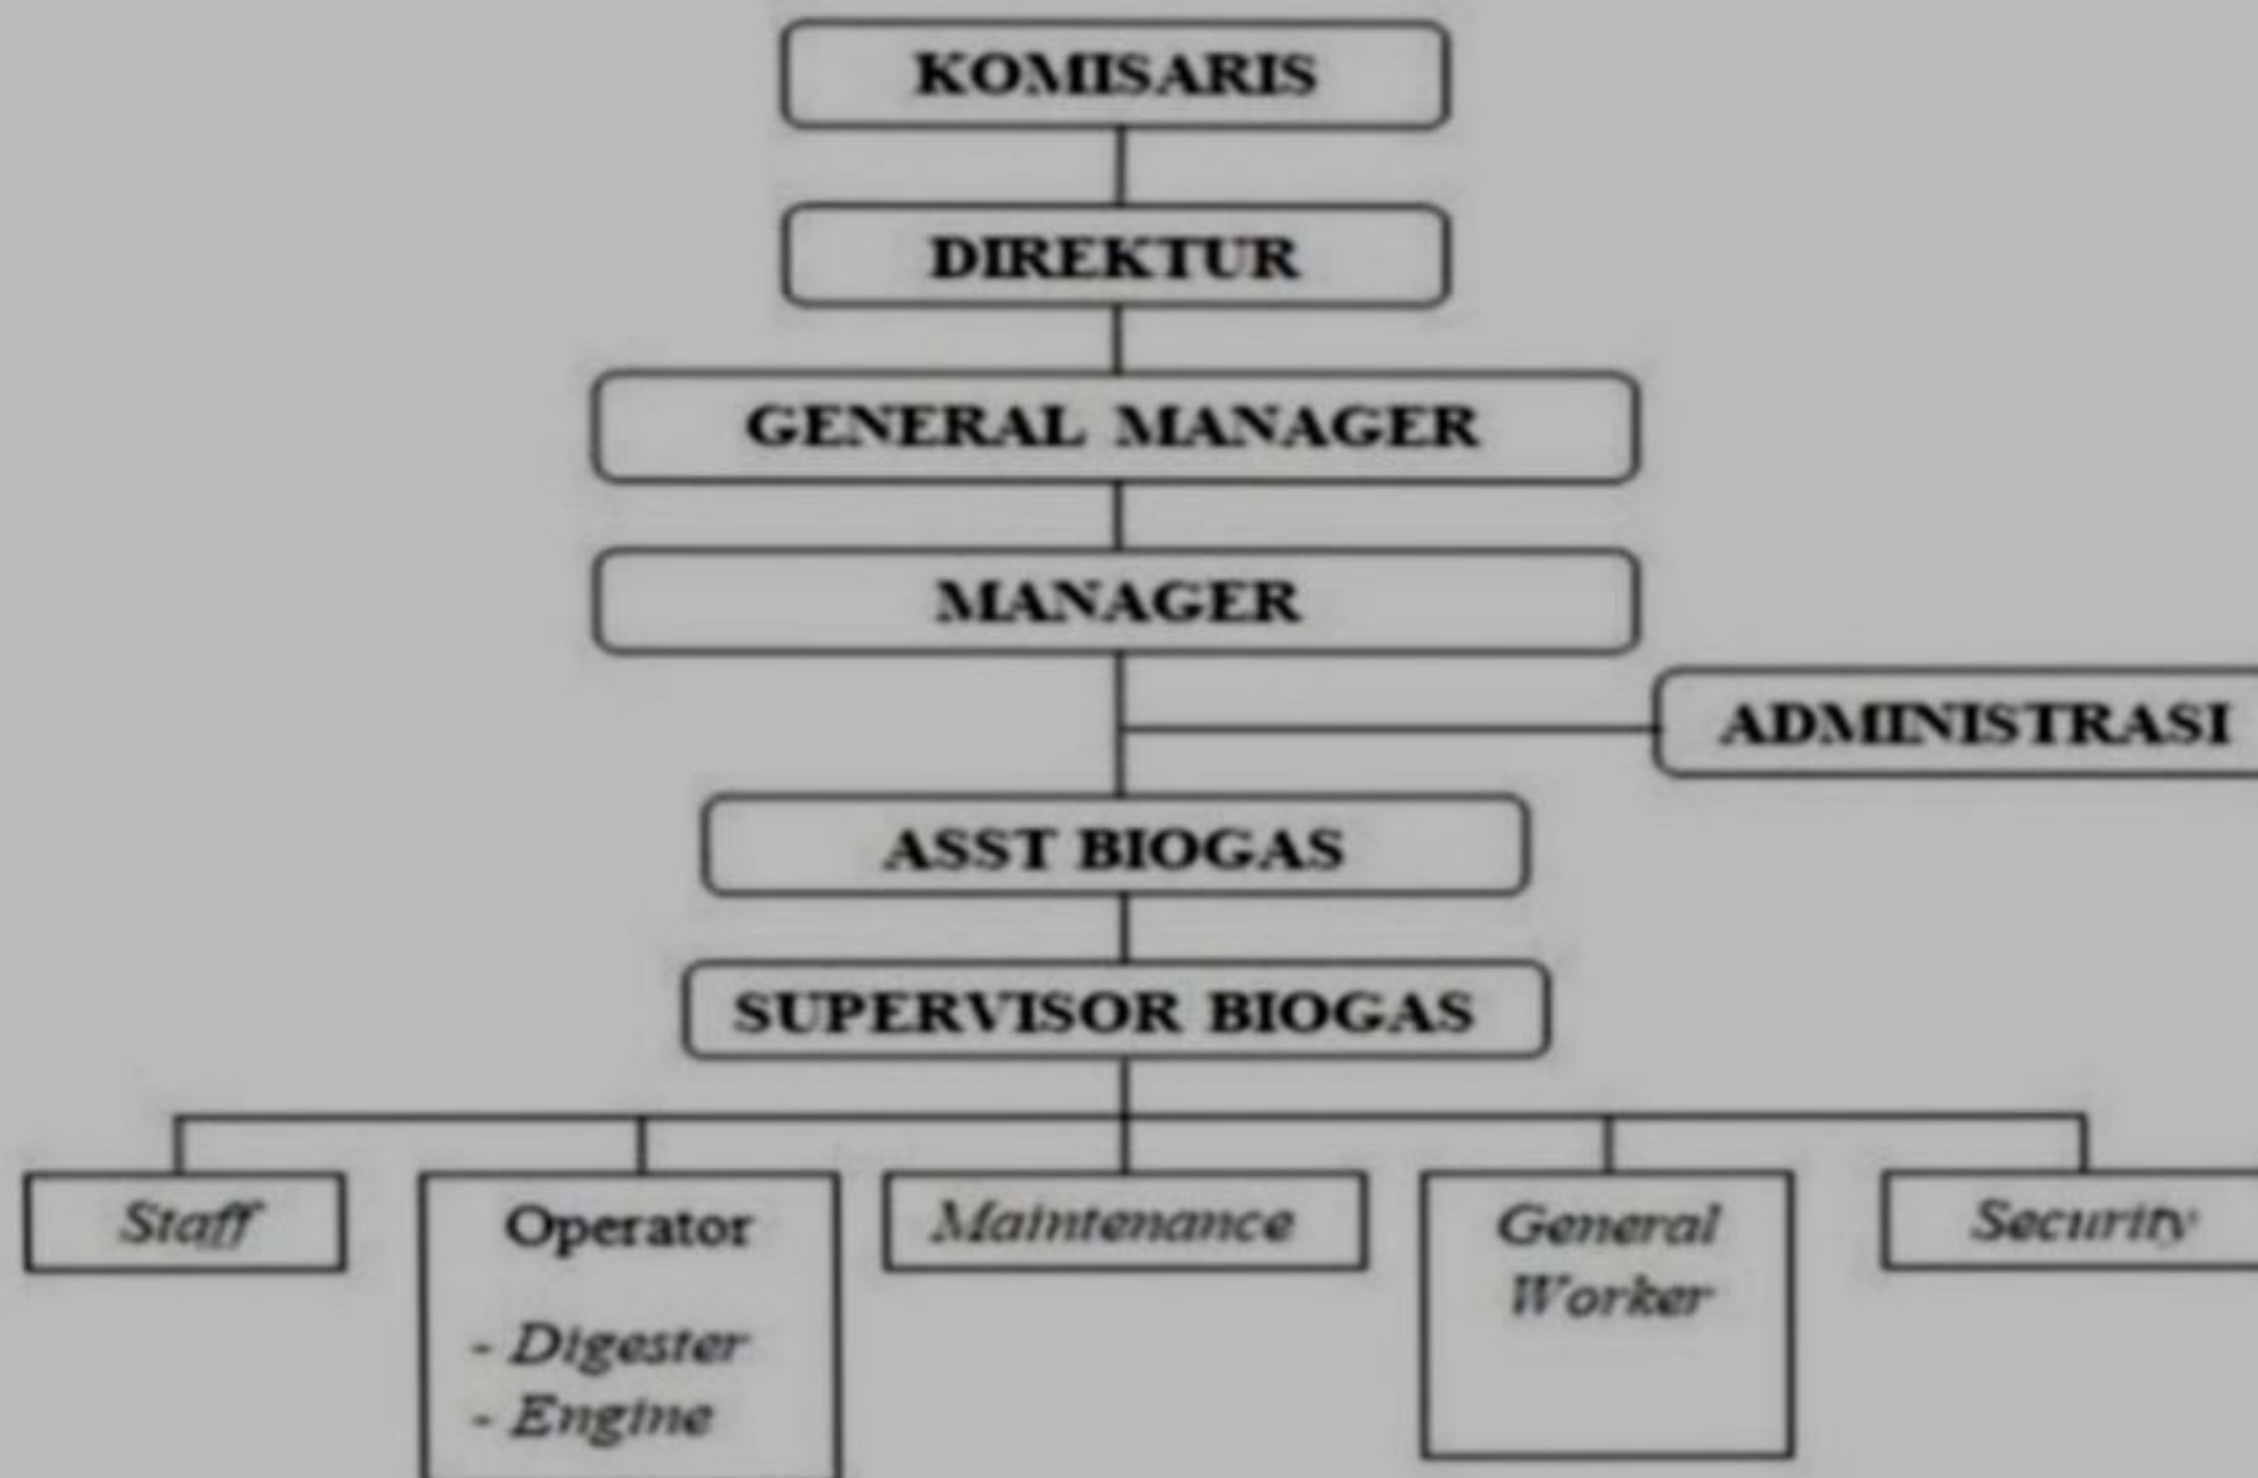 KOMISARIS
DIREKTUR
GENERAL MANAGER
MANAGER
ADMINISTRASI
ASST BIOGAS
SUPERVISOR BIOGAS
Staff
Operator
- Digester
- Engine
Maintenance
General
Worker
Security